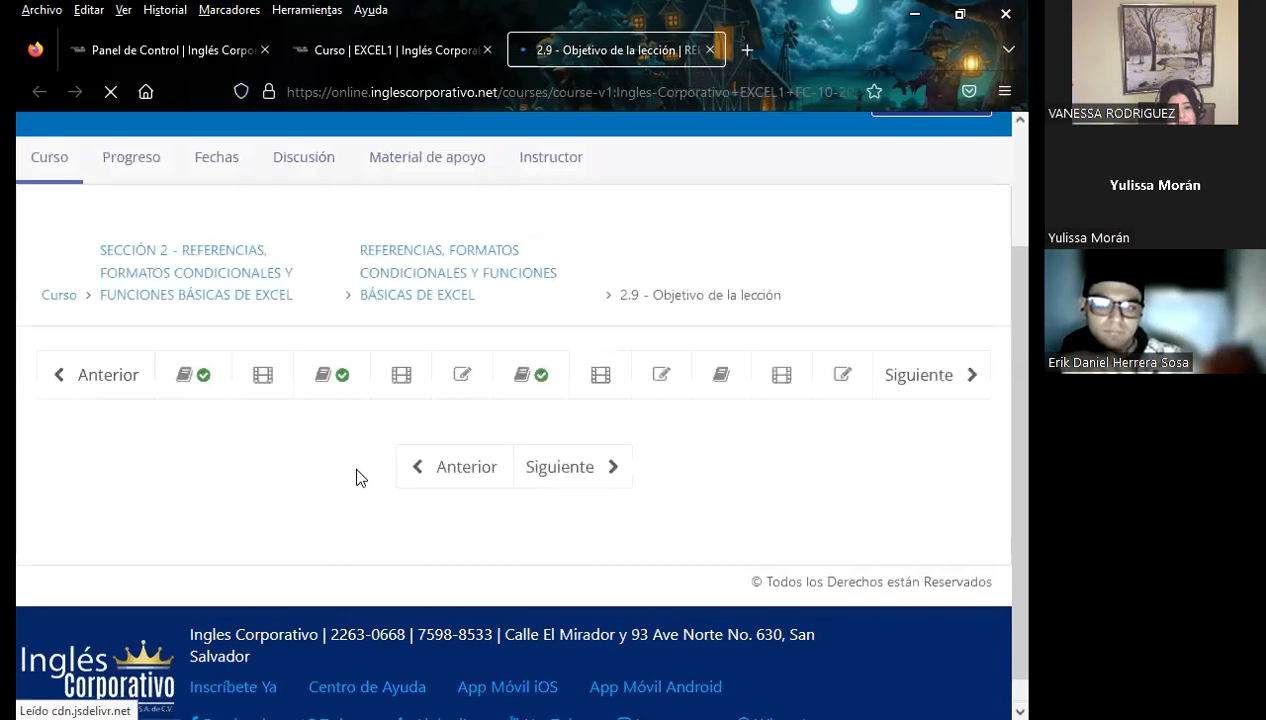 Archivo Editar Ver Historial Marcadores Herramientas Ayuda
Panel de Control | Inglés Corpo
Curso | EXCEL1 | Inglés Corpora
2.9 - Objetivo de la lección | RE
https://online.inglescorporativo.net/courses/course-v1:Ingles-Corporativo+EXCEL1+FC-10-20
Curso Progreso Fechas Discusión Material de apoyo Instructor
SECCIÓN 2 - REFERENCIAS,
FORMATOS CONDICIONALES Y
FUNCIONES BÁSICAS DE EXCEL
REFERENCIAS, FORMATOS
CONDICIONALES Y FUNCIONES
BÁSICAS DE EXCEL
Curso
2.9 - Objetivo de la lección
Anterior
Siguiente
Anterior Siguiente
© Todos los Derechos están Reservados
Ingles Corporativo | 2263-0668 | 7598-8533 | Calle El Mirador y 93 Ave Norte No. 630, San
Salvador
Inglés
Corporativo
S.A. de C.V.
Inscríbete Ya Centro de Ayuda App Móvil iOS App Móvil Android
Leído cdn.jsdelivr.net
VANESSA RODRIGUEZ
Yulissa Morán
Yulissa Morán
Erik Daniel Herrera Sosa